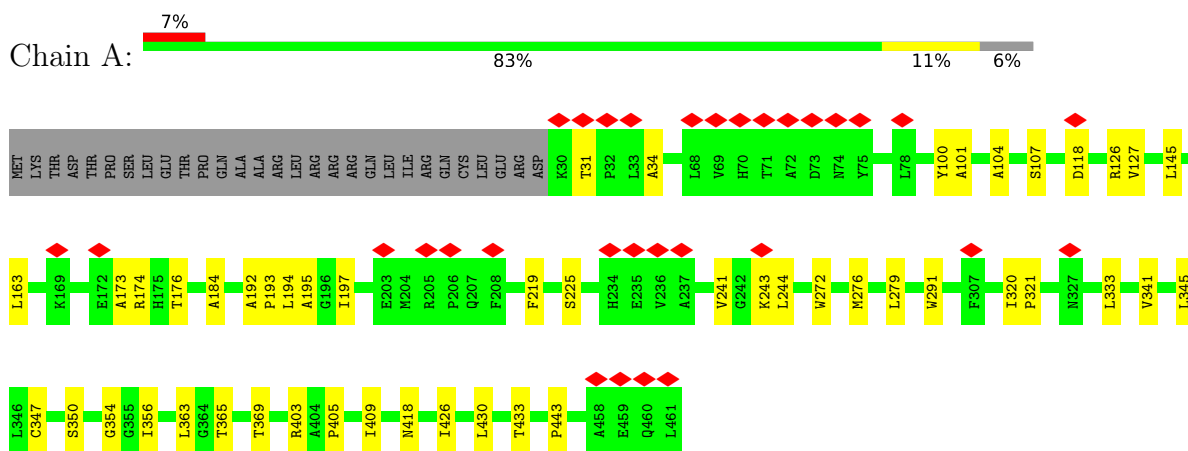 7%
Chain A:
83% 11% 6%
MET LYS THR ASP THR PRO SER LEU GLU THR PRO GLN ALA ALA ARG LEU ARG ARG ARG GLN LEU ILE ARG GLN CYS LEU GLU ARG ASP K30 T31 P32 L33 A34 L68 V69 H70 T71 A72 D73 N74 Y75 L78 Y100 A101 A104 S107 D118 R126 V127 L145
L163 K169 E172 A173 R174 H175 T176 A184 A192 P193 L194 A195 G196 I197 E203 M204 R205 P206 Q207 F208 F219 S225 H234 E235 V236 A237 V241 G242 K243 L244 W272 M276 L279 W291 F307 I320 P321 N327 L333 V341 L345
L346 C347 S350 G354 G355 I356 L363 G364 T365 T369 R403 A404 P405 I409 N418 I426 L430 T433 P443 A458 E459 Q460 L461